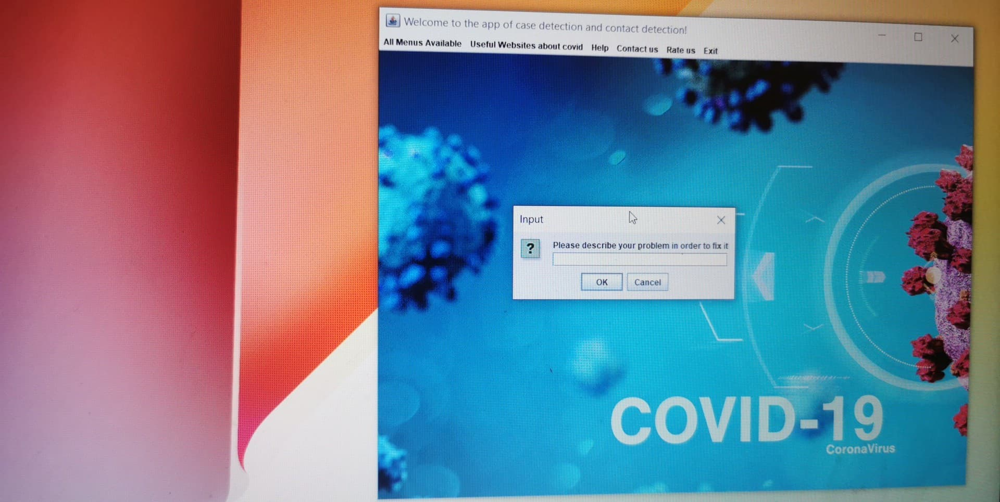 Welcome to the app of case detection and contact detection!
All Menus Available Useful Websites about covid Help Contact us Rate us Exit
Input
?
Please describe your problem in order to fix it
OK Cancel
COVID-19
CoronaVirus